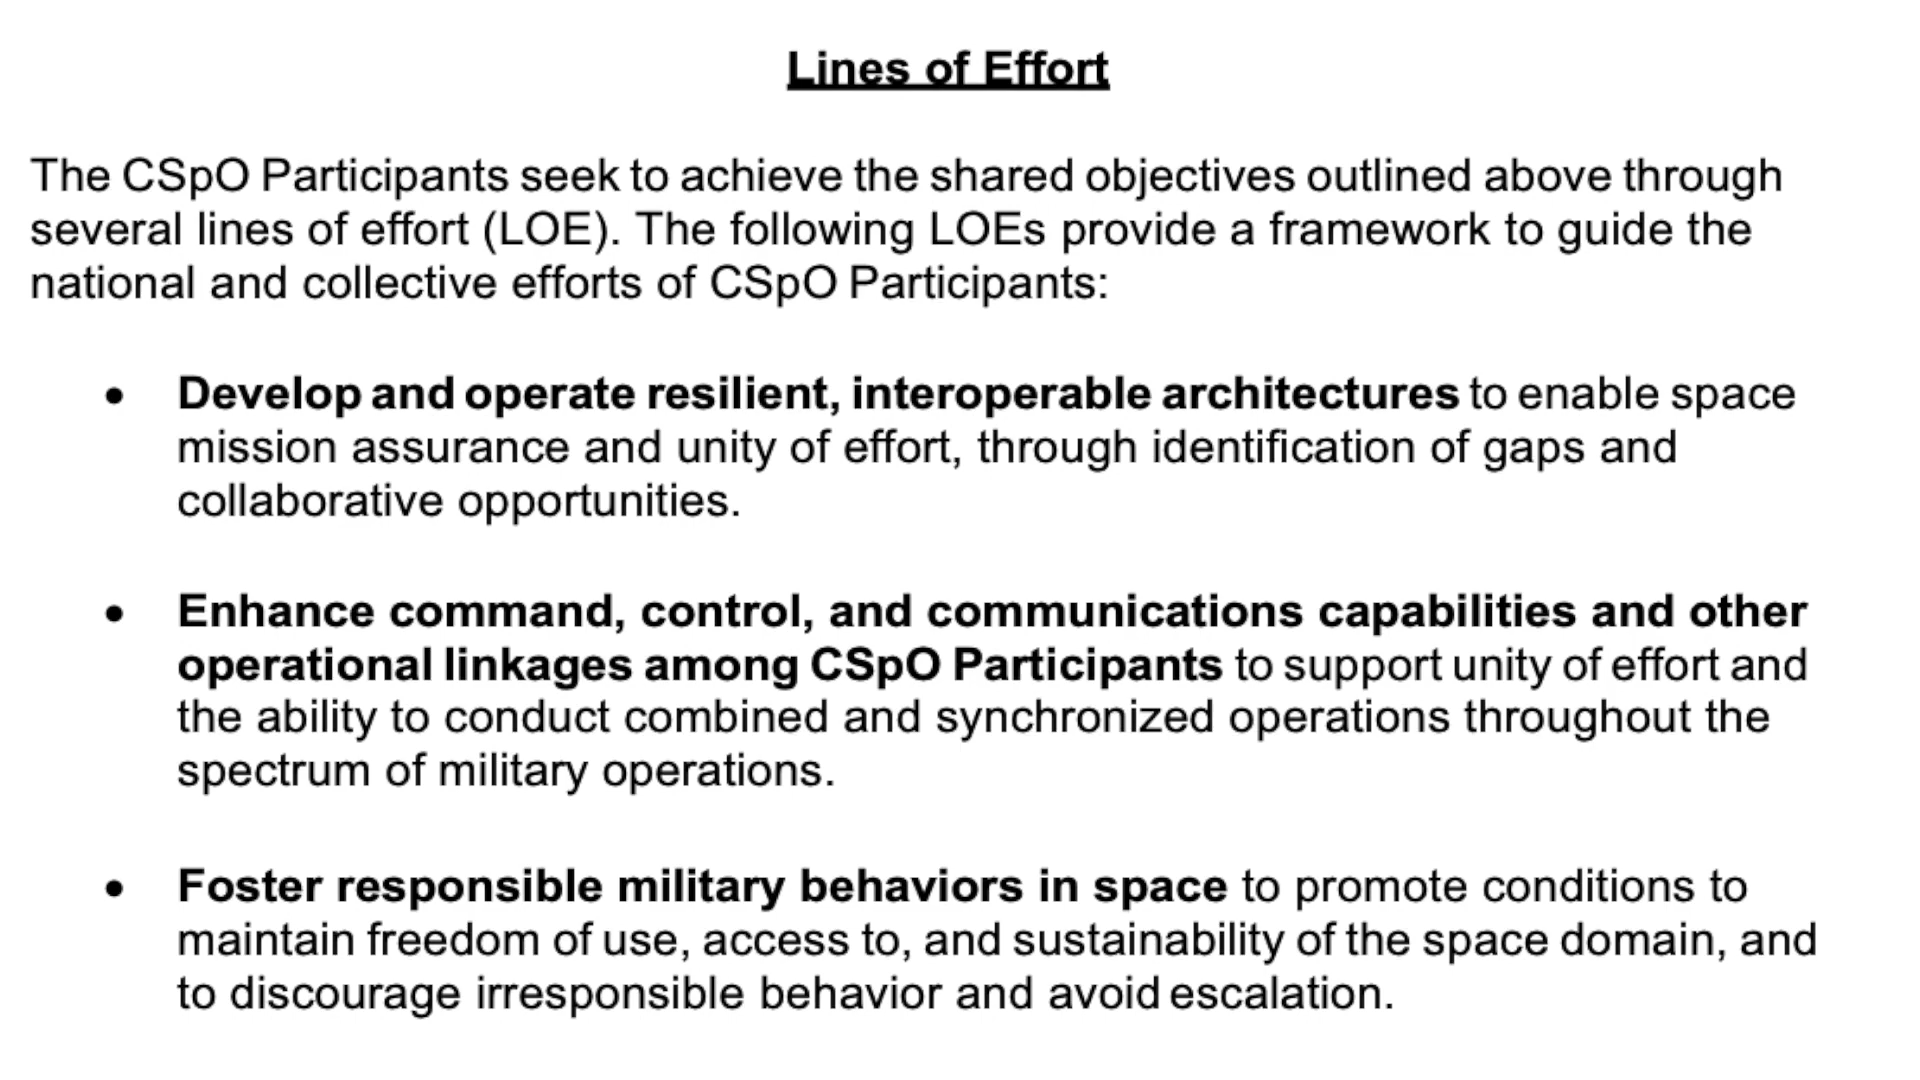 Lines of Effort
The CSpO Participants seek to achieve the shared objectives outlined above through
several lines of effort (LOE). The following LOEs provide a framework to guide the
national and collective efforts of CSpO Participants:
• Develop and operate resilient, interoperable architectures to enable space
mission assurance and unity of effort, through identification of gaps and
collaborative opportunities.
• Enhance command, control, and communications capabilities and other
operational linkages among CSpO Participants to support unity of effort and
the ability to conduct combined and synchronized operations throughout the
spectrum of military operations.
• Foster responsible military behaviors in space to promote conditions to
maintain freedom of use, access to, and sustainability of the space domain, and
to discourage irresponsible behavior and avoid escalation.